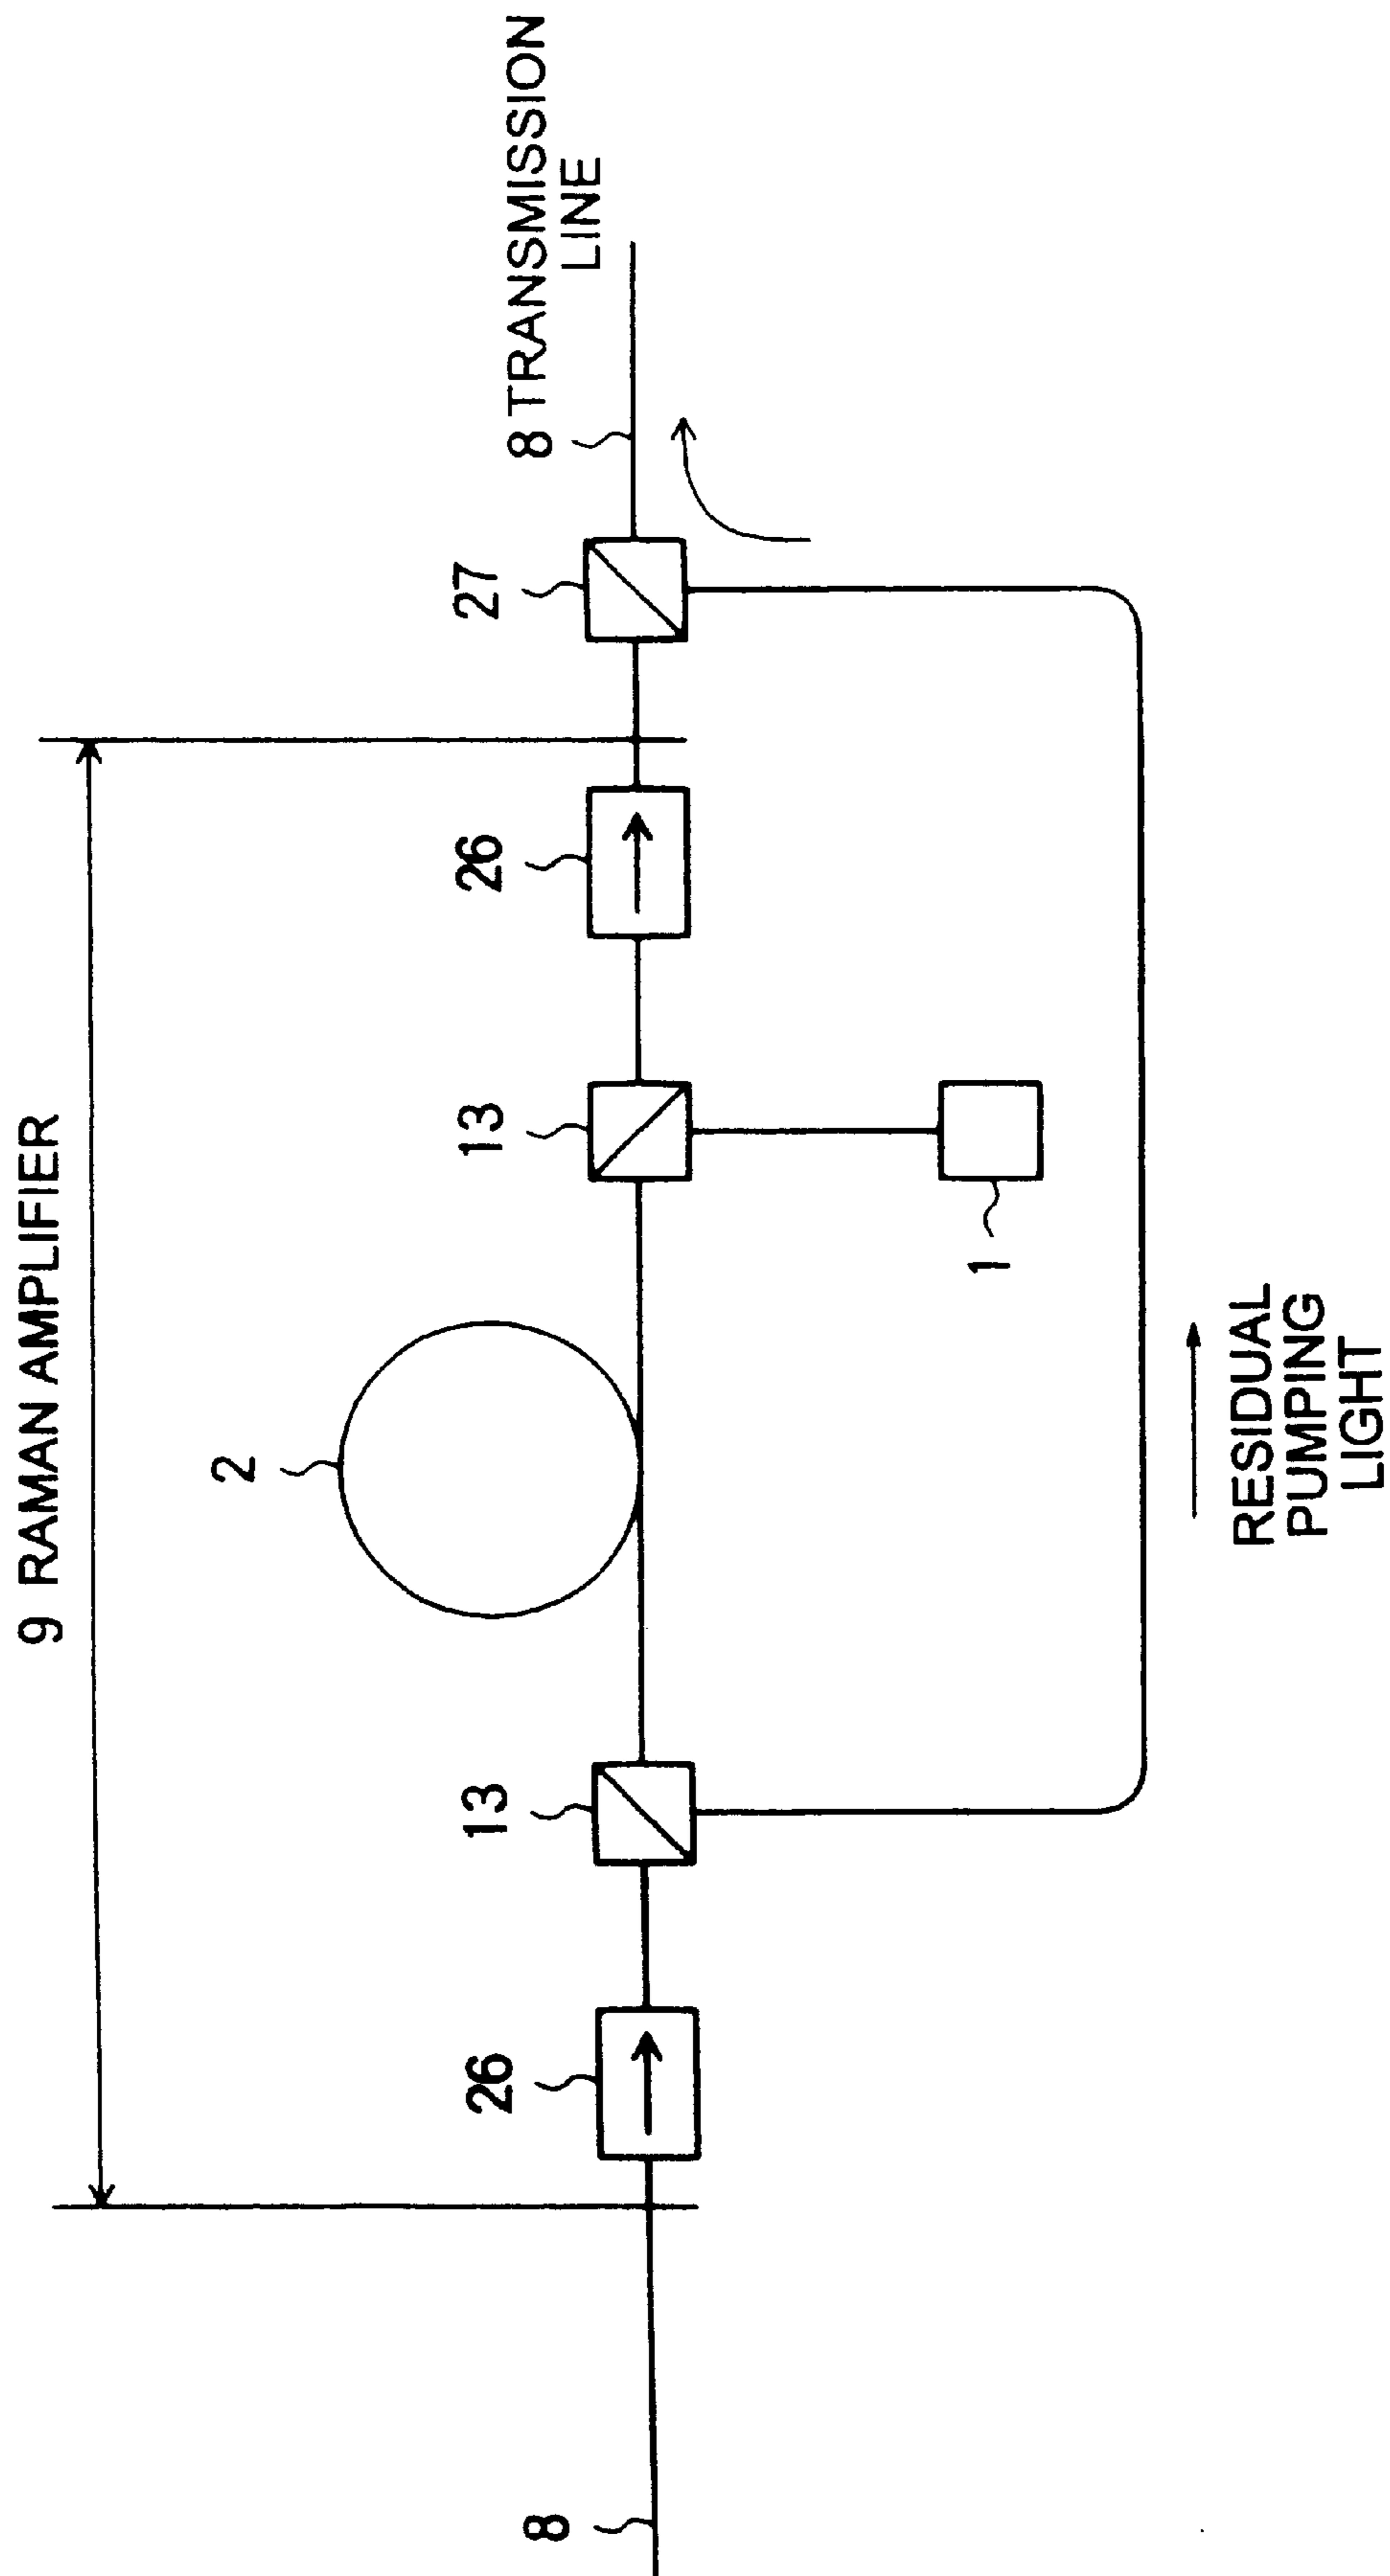 9 RAMAN AMPLIFIER
8 TRANSMISSION
LINE
8
26
13
2
13
26
27
1
RESIDUAL
PUMPING
LIGHT